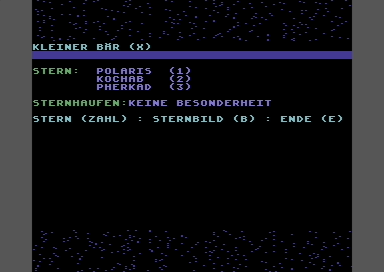 KLEINER BÄR (X)
STERN: POLARIS (1)
KOCHAB (2)
PHERKAD (3)
STERNHAUFEN:KEINE BESONDERHEIT
STERN (ZAHL) : STERNBILD (B) : ENDE (E)